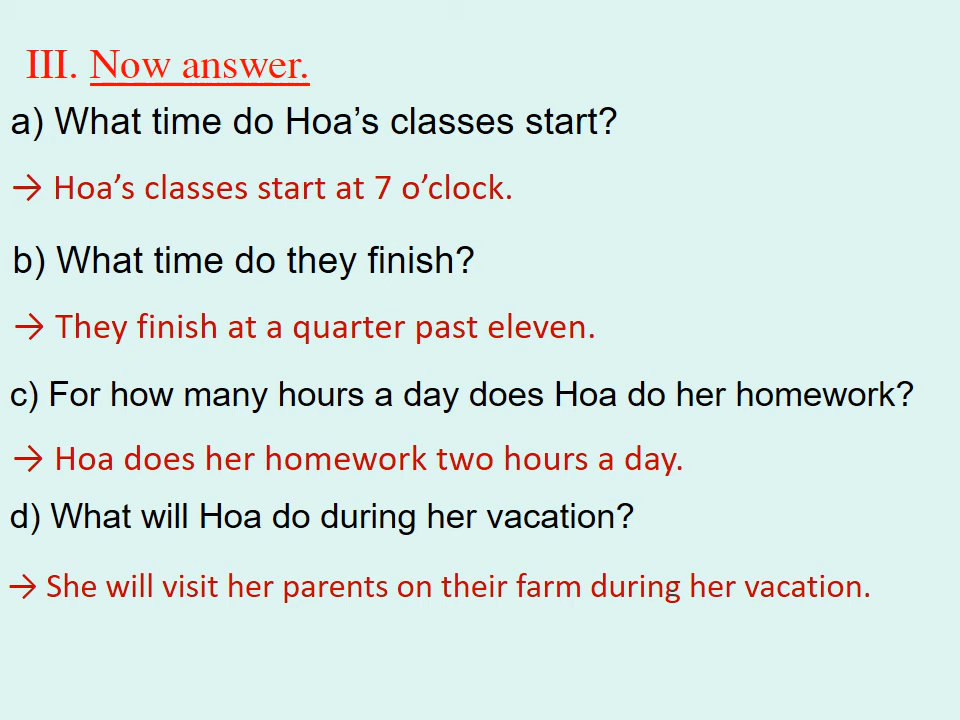 III. Now answer.
a) What time do Hoa’s classes start?
→ Hoa’s classes start at 7 o’clock.
b) What time do they finish?
→ They finish at a quarter past eleven.
c) For how many hours a day does Hoa do her homework?
→ Hoa does her homework two hours a day.
d) What will Hoa do during her vacation?
→ She will visit her parents on their farm during her vacation.